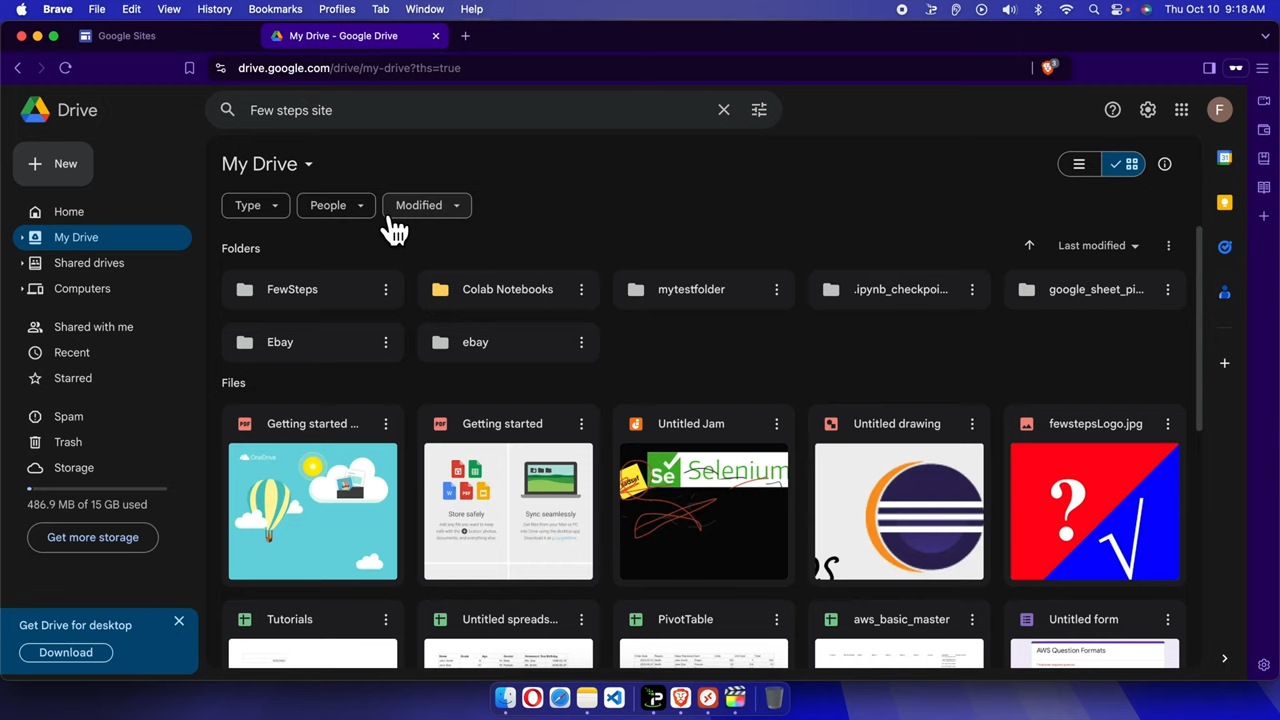 Brave File Edit View History Bookmarks Profiles Tab Window Help Thu Oct 10 9:18 AM
Google Sites My Drive - Google Drive
drive.google.com/drive/my-drive?ths=true 3
Drive Few steps site F
New My Drive
Type People Modified
Home
My Drive
Shared drives
Computers
Shared with me
Recent
Starred
Spam
Trash
Storage
486.9 MB of 15 GB used
Get more storage
Get Drive for desktop
Download
Folders Last modified
FewSteps Colab Notebooks mytestfolder .ipynb_checkpoi... google_sheet_pi...
Ebay ebay
Files
Getting started ... Getting started Untitled Jam Untitled drawing fewstepsLogo.jpg
OneDrive
Store safely Sync seamlessly
Se Selenium
? √
Tutorials Untitled spreads... PivotTable aws_basic_master Untitled form
AWS Question Formats
31